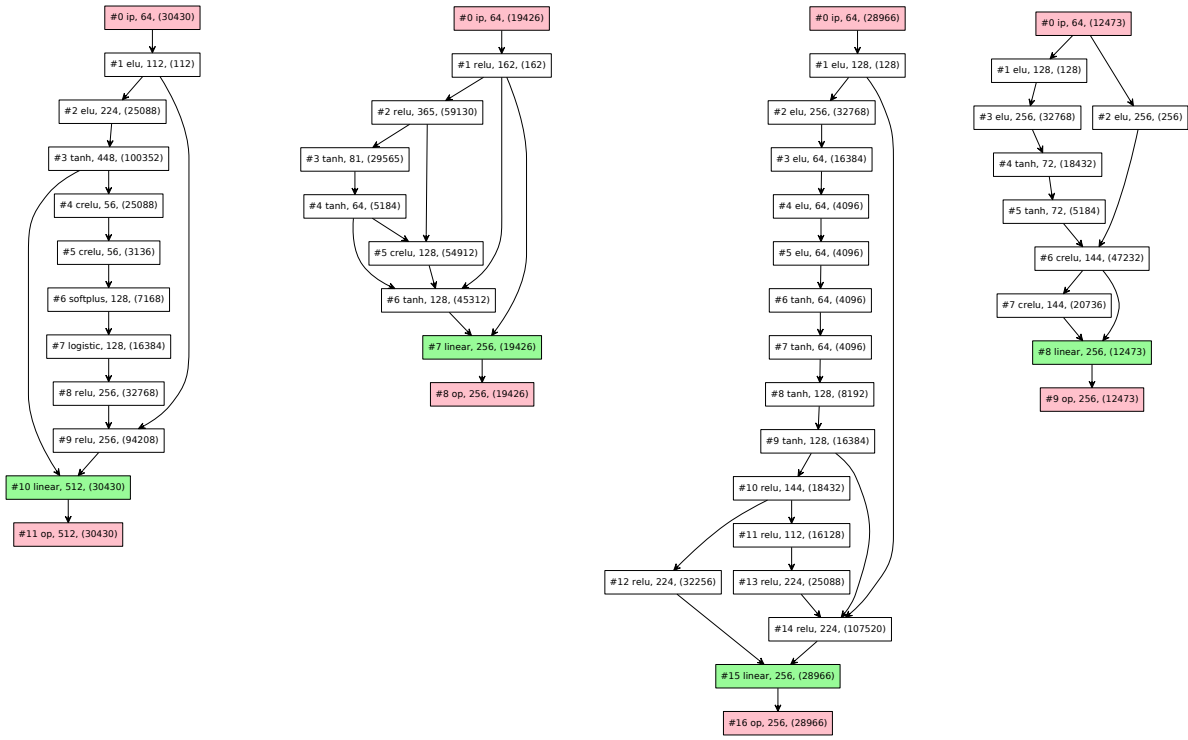 #0 ip, 64, (30430)
#1 elu, 112, (112)
#2 elu, 224, (25088)
#3 tanh, 448, (100352)
#4 crelu, 56, (25088)
#5 crelu, 56, (3136)
#6 softplus, 128, (7168)
#7 logistic, 128, (16384)
#8 relu, 256, (32768)
#9 relu, 256, (94208)
#10 linear, 512, (30430)
#11 op, 512, (30430)
#0 ip, 64, (19426)
#1 relu, 162, (162)
#2 relu, 365, (59130)
#3 tanh, 81, (29565)
#4 tanh, 64, (5184)
#5 crelu, 128, (54912)
#6 tanh, 128, (45312)
#7 linear, 256, (19426)
#8 op, 256, (19426)
#0 ip, 64, (28966)
#1 elu, 128, (128)
#2 elu, 256, (32768)
#3 elu, 64, (16384)
#4 elu, 64, (4096)
#5 elu, 64, (4096)
#6 tanh, 64, (4096)
#7 tanh, 64, (4096)
#8 tanh, 128, (8192)
#9 tanh, 128, (16384)
#10 relu, 144, (18432)
#11 relu, 112, (16128)
#12 relu, 224, (32256)
#13 relu, 224, (25088)
#14 relu, 224, (107520)
#15 linear, 256, (28966)
#16 op, 256, (28966)
#0 ip, 64, (12473)
#1 elu, 128, (128)
#3 elu, 256, (32768)
#2 elu, 256, (256)
#4 tanh, 72, (18432)
#5 tanh, 72, (5184)
#6 crelu, 144, (47232)
#7 crelu, 144, (20736)
#8 linear, 256, (12473)
#9 op, 256, (12473)